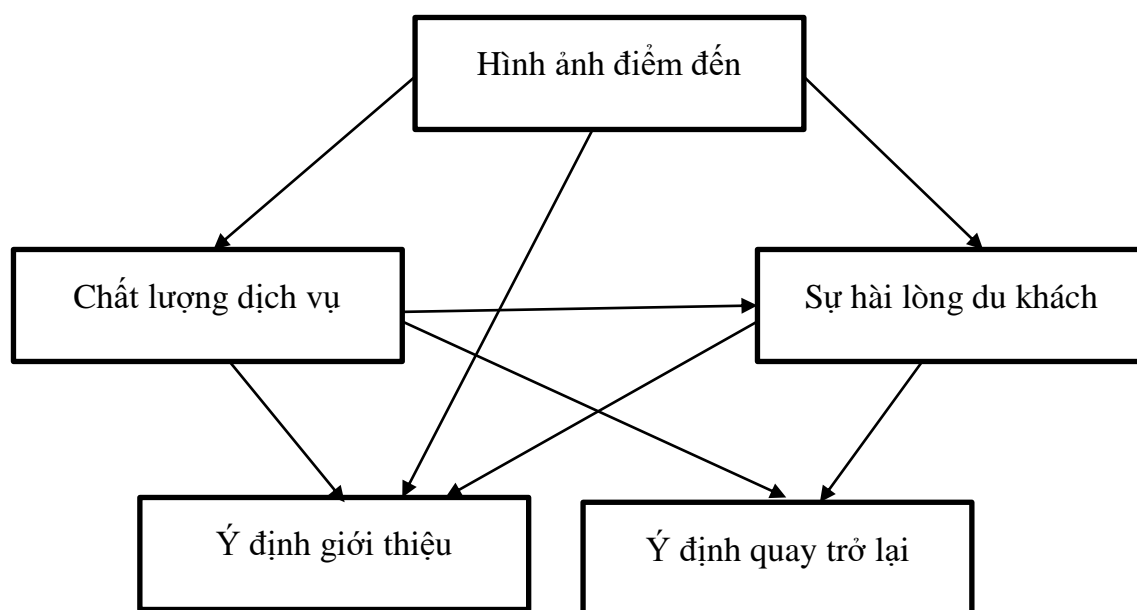 Hình ảnh điểm đến
Chất lượng dịch vụ
Sự hài lòng du khách
Ý định giới thiệu
Ý định quay trở lại